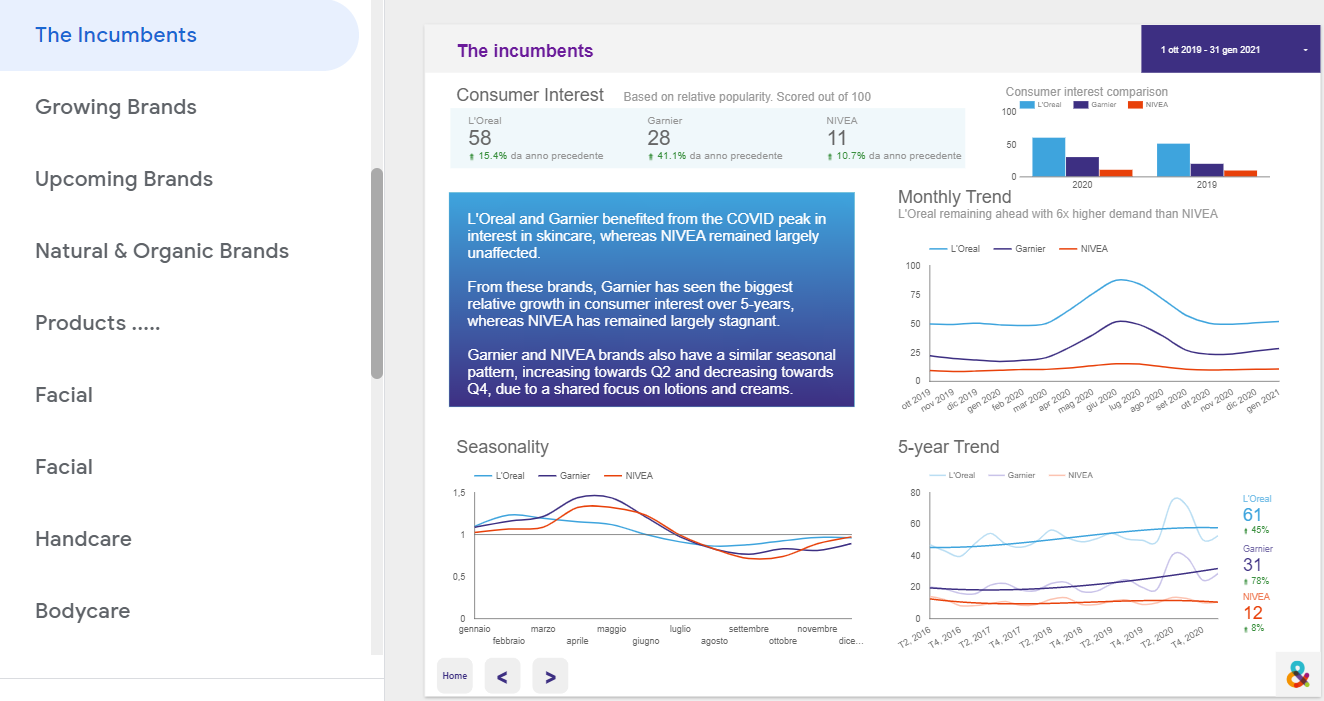 The Incumbents
Growing Brands
Upcoming Brands
Natural & Organic Brands
Products .....
Facial
Facial
Handcare
Bodycare
The incumbents
1 ott 2019 - 31 gen 2021
Consumer Interest
Based on relative popularity. Scored out of 100
L'Oreal
58
15.4% da anno precedente
Garnier
28
41.1% da anno precedente
NIVEA
11
10.7% da anno precedente
Consumer interest comparison
L'Oreal Garnier NIVEA
100
50
0
2020 2019
L'Oreal and Garnier benefited from the COVID peak in
interest in skincare, whereas NIVEA remained largely
unaffected.
From these brands, Garnier has seen the biggest
relative growth in consumer interest over 5-years,
whereas NIVEA has remained largely stagnant.
Garnier and NIVEA brands also have a similar seasonal
pattern, increasing towards Q2 and decreasing towards
Q4, due to a shared focus on lotions and creams.
Monthly Trend
L'Oreal remaining ahead with 6x higher demand than NIVEA
L'Oreal Garnier NIVEA
100
75
50
25
0
ott 2019 nov 2019 dic 2019 gen 2020 feb 2020 mar 2020 apr 2020 mag 2020 giu 2020 lug 2020 ago 2020 set 2020 ott 2020 nov 2020 dic 2020 gen 2021
Seasonality
L'Oreal Garnier NIVEA
1,5
1
0,5
0
gennaio marzo maggio luglio settembre novembre
febbraio aprile giugno agosto ottobre dice...
5-year Trend
L'Oreal Garnier NIVEA
80
60
40
20
0
T2, 2016 T4, 2016 T2, 2017 T4, 2017 T2, 2018 T4, 2018 T2, 2019 T4, 2019 T2, 2020 T4, 2020
L'Oreal
61
45%
Garnier
31
78%
NIVEA
12
8%
Home < >
&